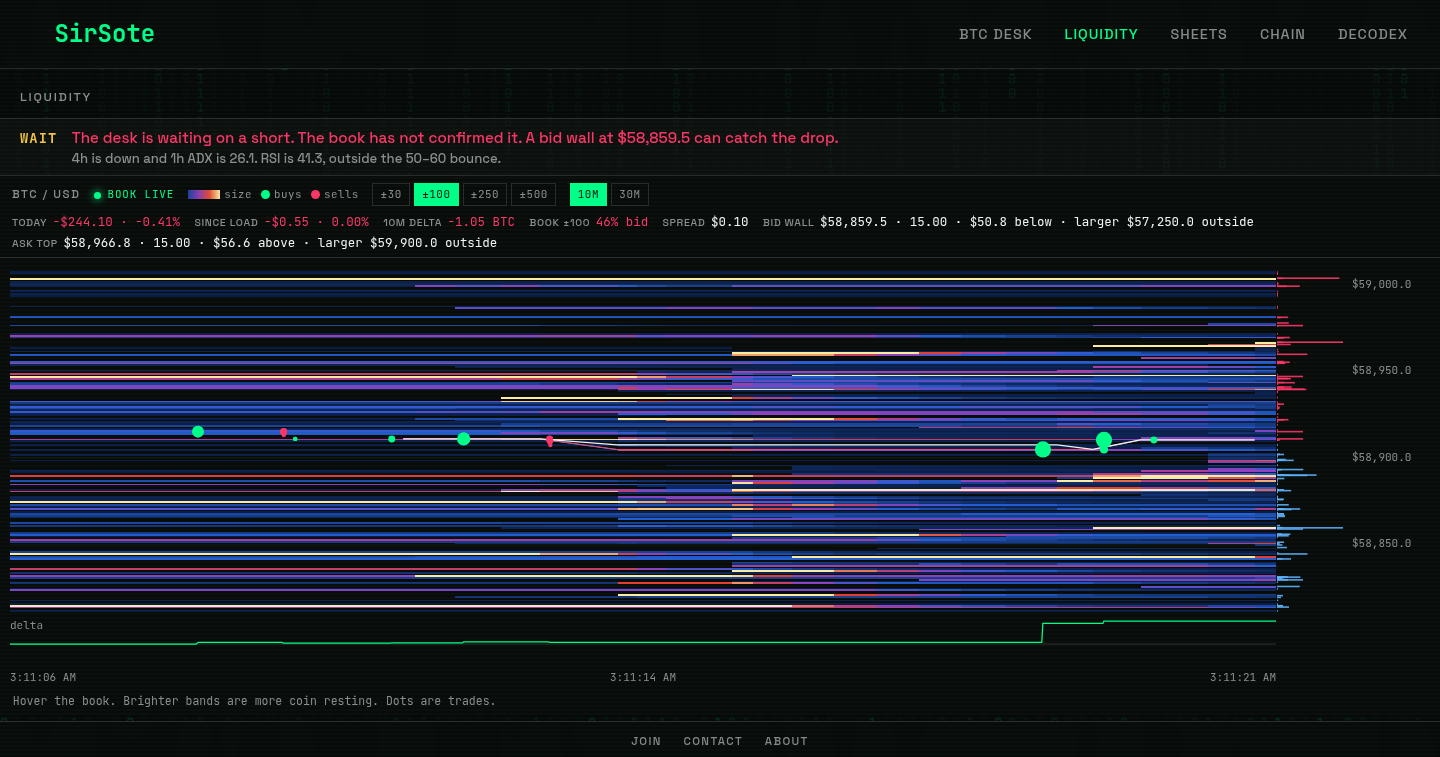 SirSote
BTC DESK LIQUIDITY SHEETS CHAIN DECODEX
LIQUIDITY
WAIT The desk is waiting on a short. The book has not confirmed it. A bid wall at $58,859.5 can catch the drop.
4h is down and 1h ADX is 26.1. RSI is 41.3, outside the 50–60 bounce.
BTC / USD BOOK LIVE size buys sells ±30 ±100 ±250 ±500 10M 30M
TODAY -$244.10 · -0.41% SINCE LOAD -$0.55 · 0.00% 10M DELTA -1.05 BTC BOOK ±100 46% bid SPREAD $0.10 BID WALL $58,859.5 · 15.00 · $50.8 below · larger $57,250.0 outside
ASK TOP $58,966.8 · 15.00 · $56.6 above · larger $59,900.0 outside
$59,000.0
$58,950.0
$58,900.0
$58,850.0
delta
3:11:06 AM 3:11:14 AM 3:11:21 AM
Hover the book. Brighter bands are more coin resting. Dots are trades.
JOIN CONTACT ABOUT